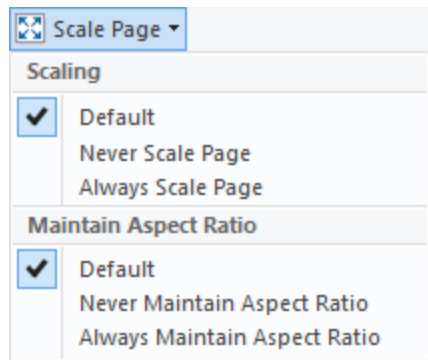 Scale Page
Scaling
Default
Never Scale Page
Always Scale Page
Maintain Aspect Ratio
Default
Never Maintain Aspect Ratio
Always Maintain Aspect Ratio